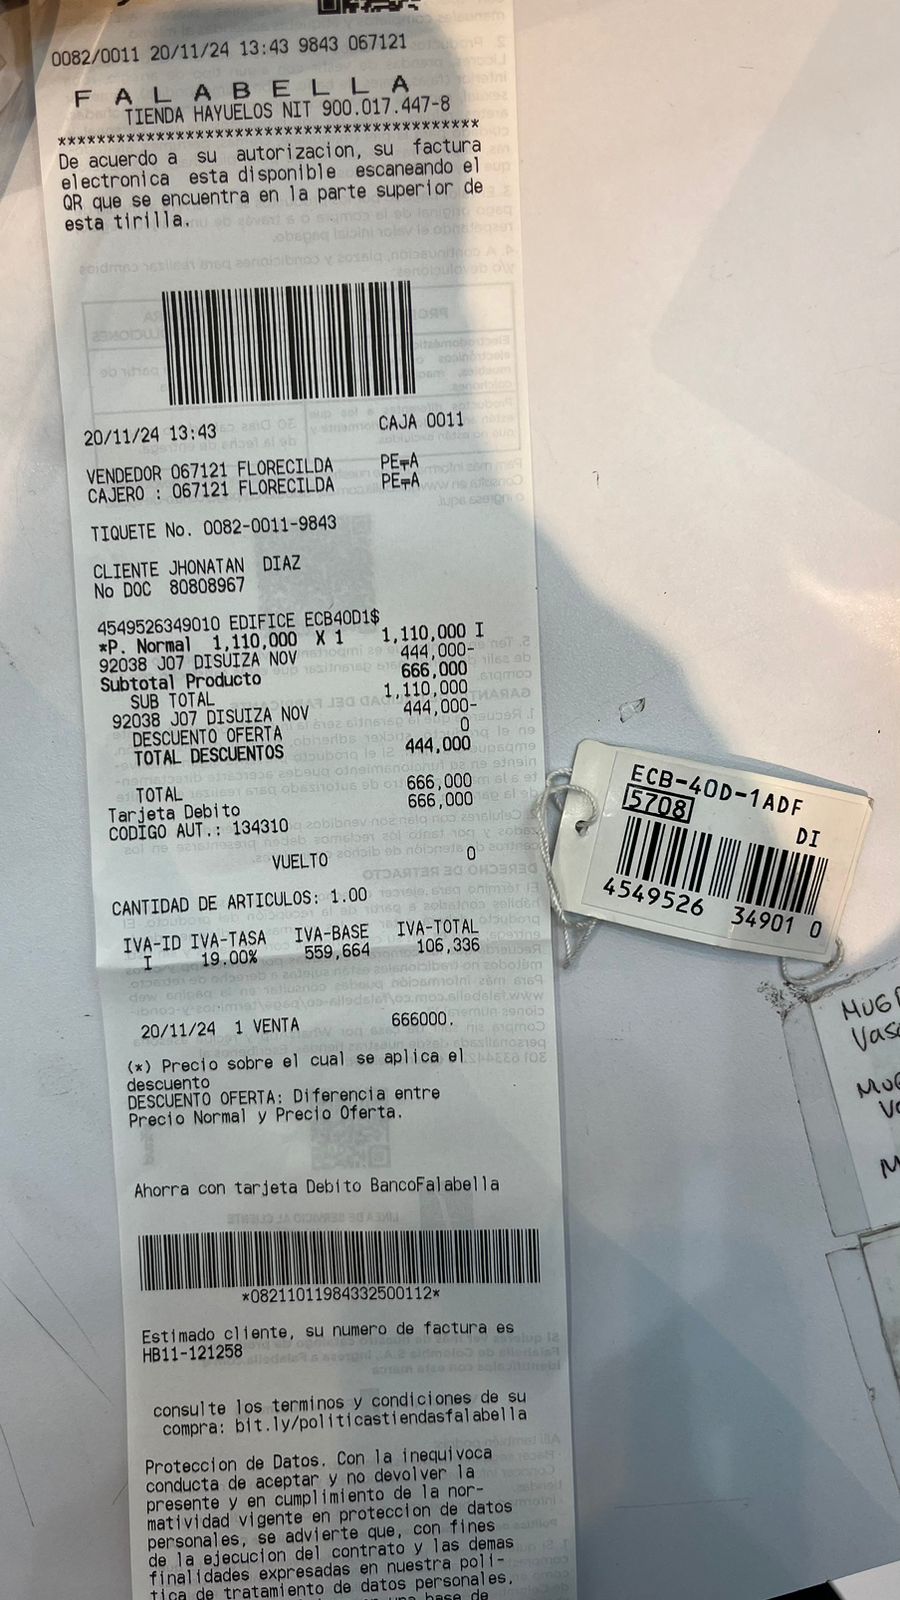 0082/0011 20/11/24 13:43 9843 067121
FALABELLA
TIENDA HAYUELOS NIT 900.017.447-8
********************************************
De acuerdo a su autorizacion, su factura
electronica esta disponible escaneando el
QR que se encuentra en la parte superior de
esta tirilla.
20/11/24 13:43 CAJA 0011
VENDEDOR 067121 FLORECILDA PE╤A
CAJERO : 067121 FLORECILDA PE╤A
TIQUETE No. 0082-0011-9843
CLIENTE JHONATAN DIAZ
No DOC 80808967
4549526349010 EDIFICE ECB40D1$
*P. Normal 1,110,000 X 1 1,110,000 I
92038 J07 DISUIZA NOV 444,000-
Subtotal Producto 666,000
SUB TOTAL 1,110,000
92038 J07 DISUIZA NOV 444,000-
DESCUENTO OFERTA 0
TOTAL DESCUENTOS 444,000
TOTAL 666,000
Tarjeta Debito 666,000
CODIGO AUT.: 134310
VUELTO 0
CANTIDAD DE ARTICULOS: 1.00
IVA-ID IVA-TASA IVA-BASE IVA-TOTAL
I 19.00% 559,664 106,336
20/11/24 1 VENTA 666000.
(*) Precio sobre el cual se aplica el
descuento
DESCUENTO OFERTA: Diferencia entre
Precio Normal y Precio Oferta.
Ahorra con tarjeta Debito BancoFalabella
*08211011984332500112*
Estimado cliente, su numero de factura es
HB11-121258
consulte los terminos y condiciones de su
compra: bit.ly/politicastiendasfalabella
Proteccion de Datos. Con la inequivoca
conducta de aceptar y no devolver la
presente y en cumplimiento de la nor-
matividad vigente en proteccion de datos
personales, se advierte que, con fines
de la ejecucion del contrato y las demas
finalidades expresadas en nuestra poli-
tica de tratamiento de datos personales,
ECB-40D-1ADF
5708
DI
4549526 34901 0